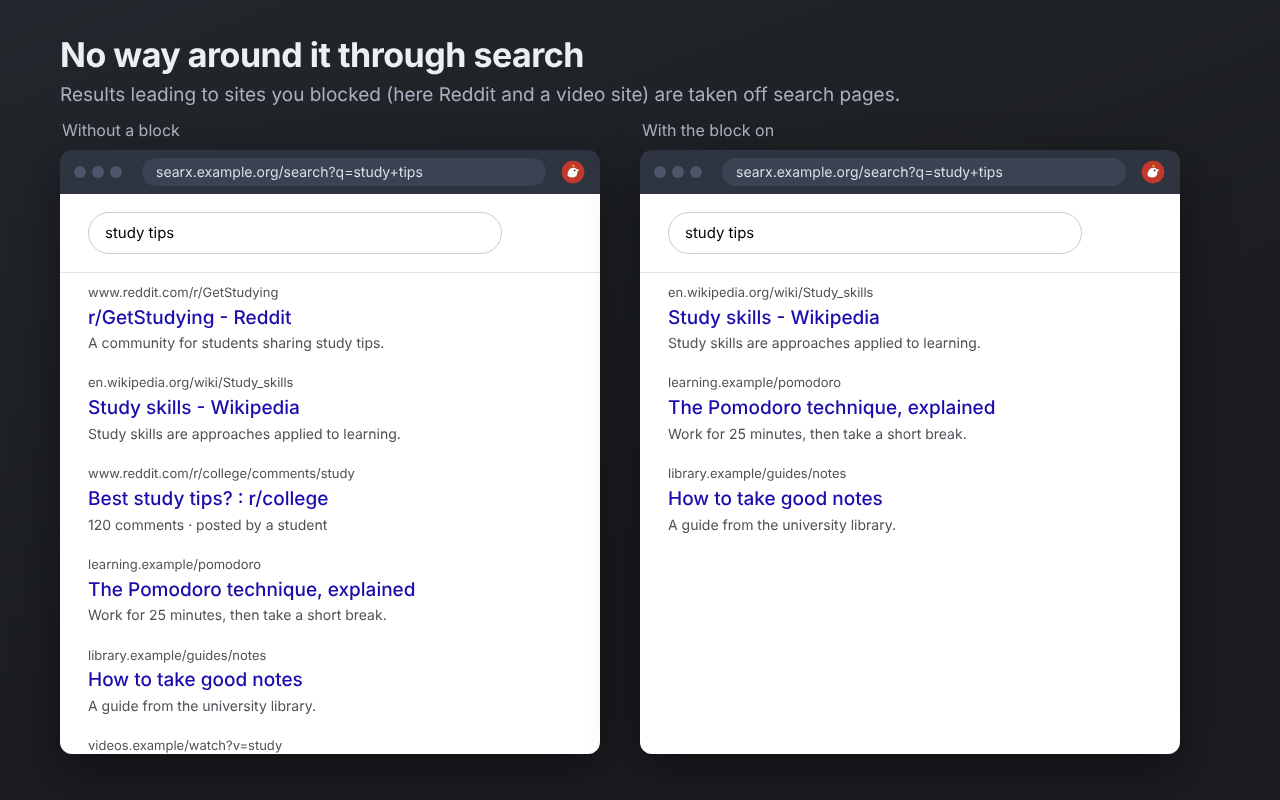 No way around it through search
Results leading to sites you blocked (here Reddit and a video site) are taken off search pages.
Without a block
searx.example.org/search?q=study+tips
study tips
www.reddit.com/r/GetStudying
r/GetStudying - Reddit
A community for students sharing study tips.
en.wikipedia.org/wiki/Study_skills
Study skills - Wikipedia
Study skills are approaches applied to learning.
www.reddit.com/r/college/comments/study
Best study tips? : r/college
120 comments · posted by a student
learning.example/pomodoro
The Pomodoro technique, explained
Work for 25 minutes, then take a short break.
library.example/guides/notes
How to take good notes
A guide from the university library.
videos.example/watch?v=study
With the block on
searx.example.org/search?q=study+tips
study tips
en.wikipedia.org/wiki/Study_skills
Study skills - Wikipedia
Study skills are approaches applied to learning.
learning.example/pomodoro
The Pomodoro technique, explained
Work for 25 minutes, then take a short break.
library.example/guides/notes
How to take good notes
A guide from the university library.